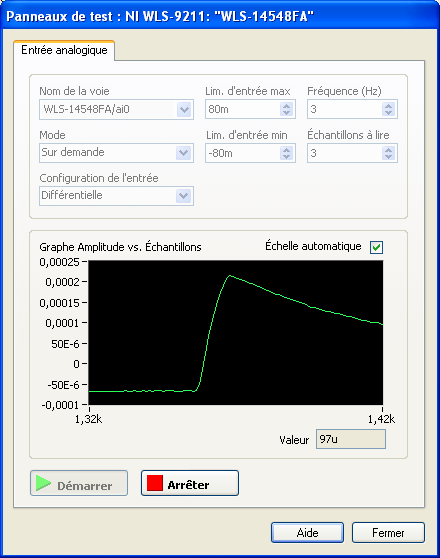 Panneaux de test : NI WLS-9211: "WLS-14548FA"
Entrée analogique
Nom de la voie
WLS-14548FA/ai0
Lim. d'entrée max
80m
Fréquence (Hz)
3
Mode
Sur demande
Lim. d'entrée min
-80m
Échantillons à lire
3
Configuration de l'entrée
Différentielle
Graphe Amplitude vs. Échantillons
Échelle automatique
0,00025
0,0002
0,00015
0,0001
50E-6
0
-50E-6
-0,0001
1,32k
1,42k
Valeur
97u
Démarrer
Arrêter
Aide
Fermer